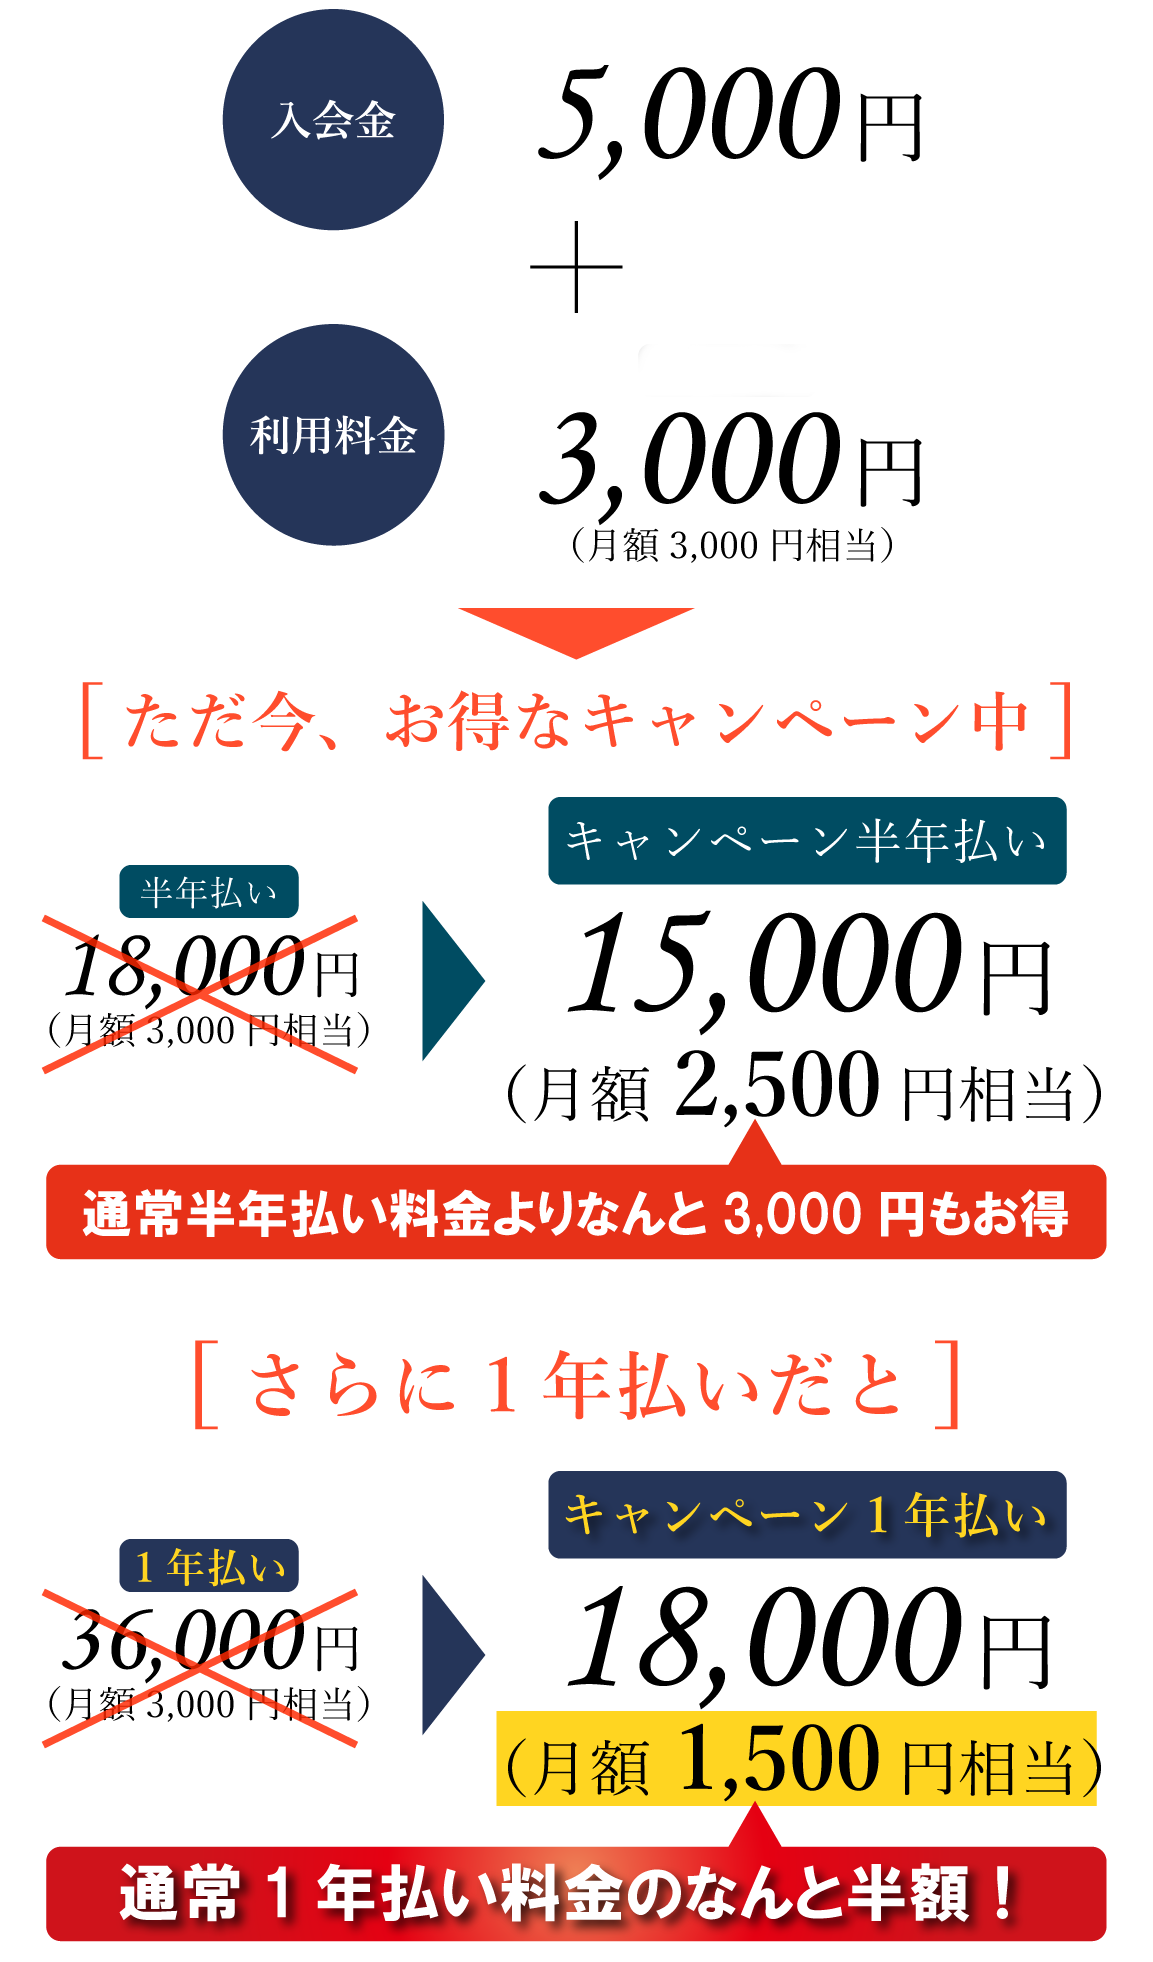 入会金
5,000円
＋
利用料金
3,000円
（月額 3,000 円相当）
［ ただ今、お得なキャンペーン中 ］
半年払い
18,000円
（月額 3,000 円相当）
キャンペーン半年払い
15,000円
（月額 2,500 円相当）
通常半年払い料金よりなんと 3,000 円もお得
［ さらに 1 年払いだと ］
1 年払い
36,000円
（月額 3,000 円相当）
キャンペーン 1 年払い
18,000円
（月額 1,500 円相当）
通常 1 年払い料金のなんと半額！